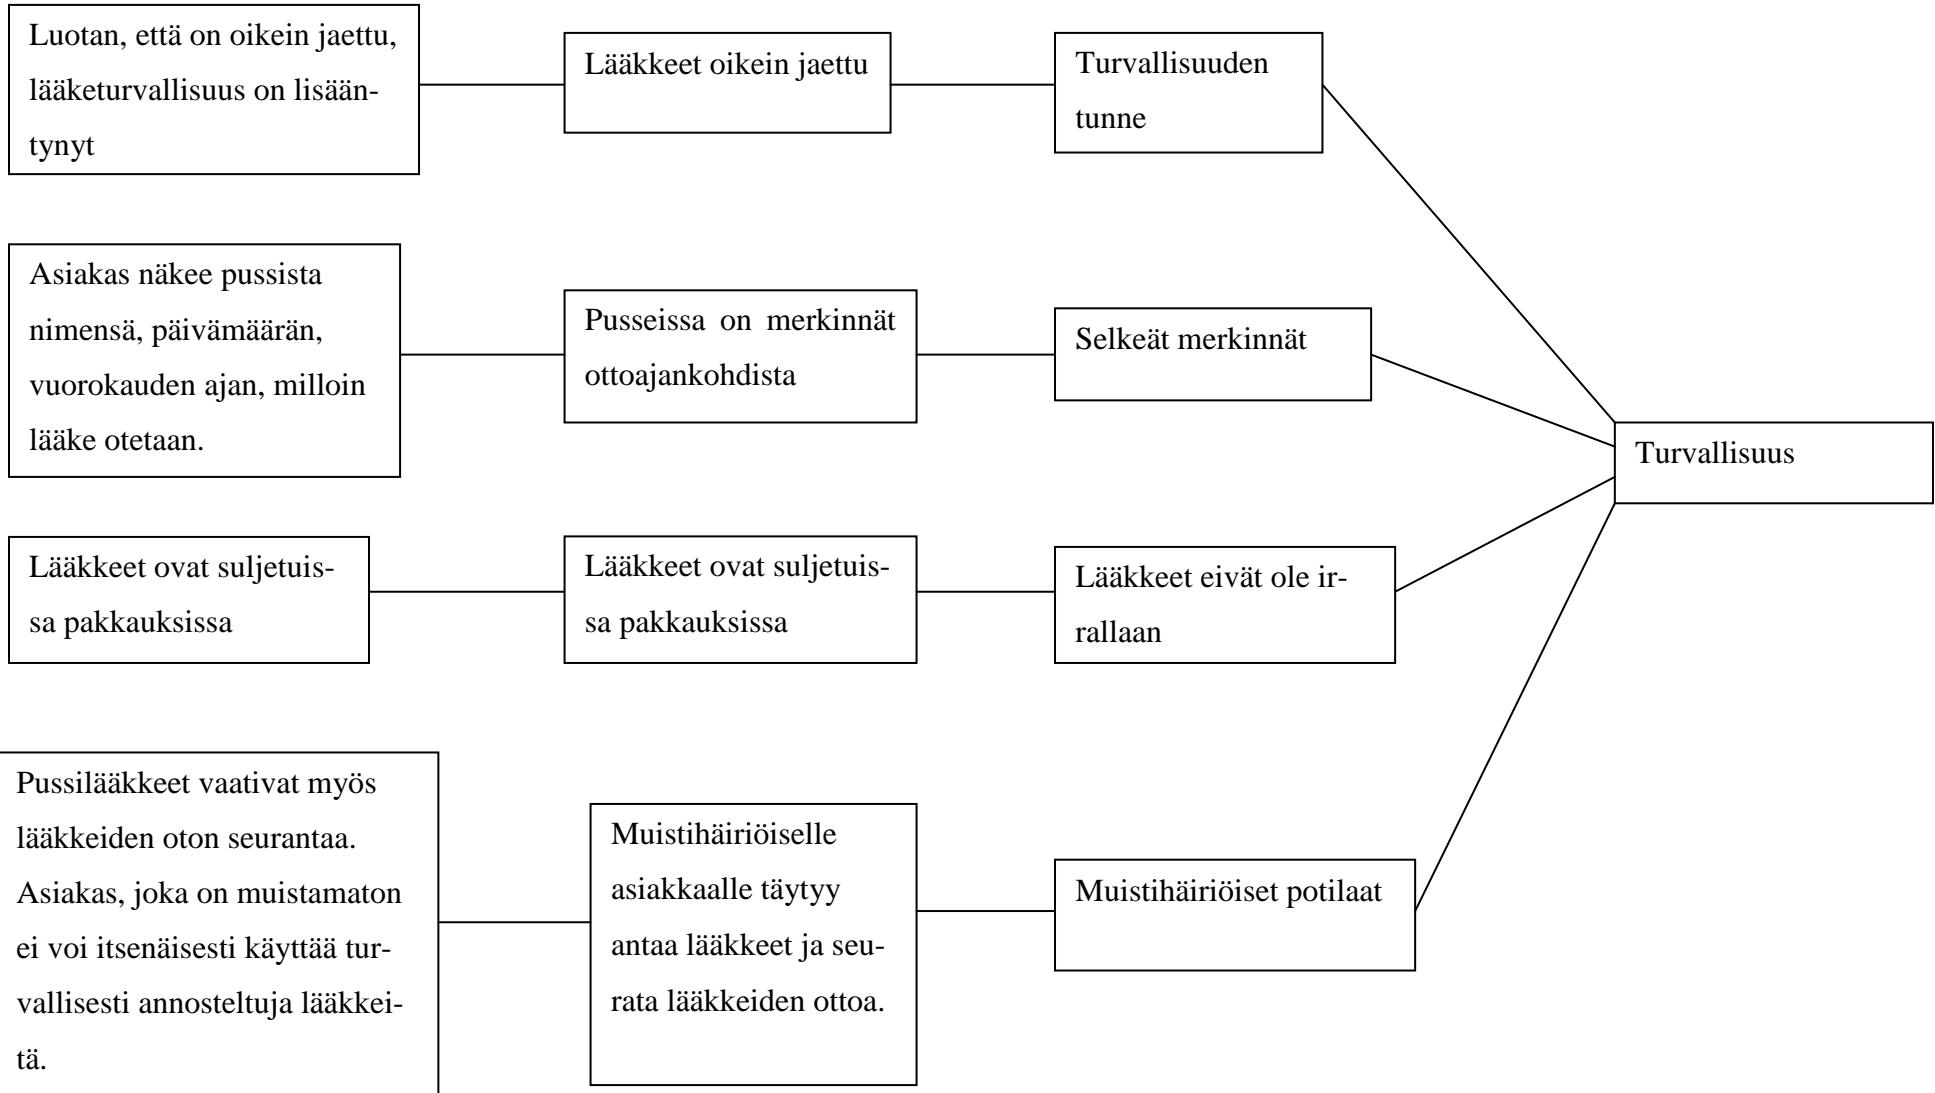 Luotan, että on oikein jaettu,
lääketurvallisuus on lisään-
tynyt
Lääkkeet oikein jaettu
Turvallisuuden
tunne
Asiakas näkee pussista
nimensä, päivämäärän,
vuorokauden ajan, milloin
lääke otetaan.
Pusseissa on merkinnät
ottoajankohdista
Selkeät merkinnät
Turvallisuus
Lääkkeet ovat suljetuis-
sa pakkauksissa
Lääkkeet ovat suljetuis-
sa pakkauksissa
Lääkkeet eivät ole ir-
rallaan
Pussilääkkeet vaativat myös
lääkkeiden oton seurantaa.
Asiakas, joka on muistamaton
ei voi itsenäisesti käyttää tur-
vallisesti annosteltuja lääkkei-
tä.
Muistihäiriöiselle
asiakkaalle täytyy
antaa lääkkeet ja seu-
rata lääkkeiden ottoa.
Muistihäiriöiset potilaat